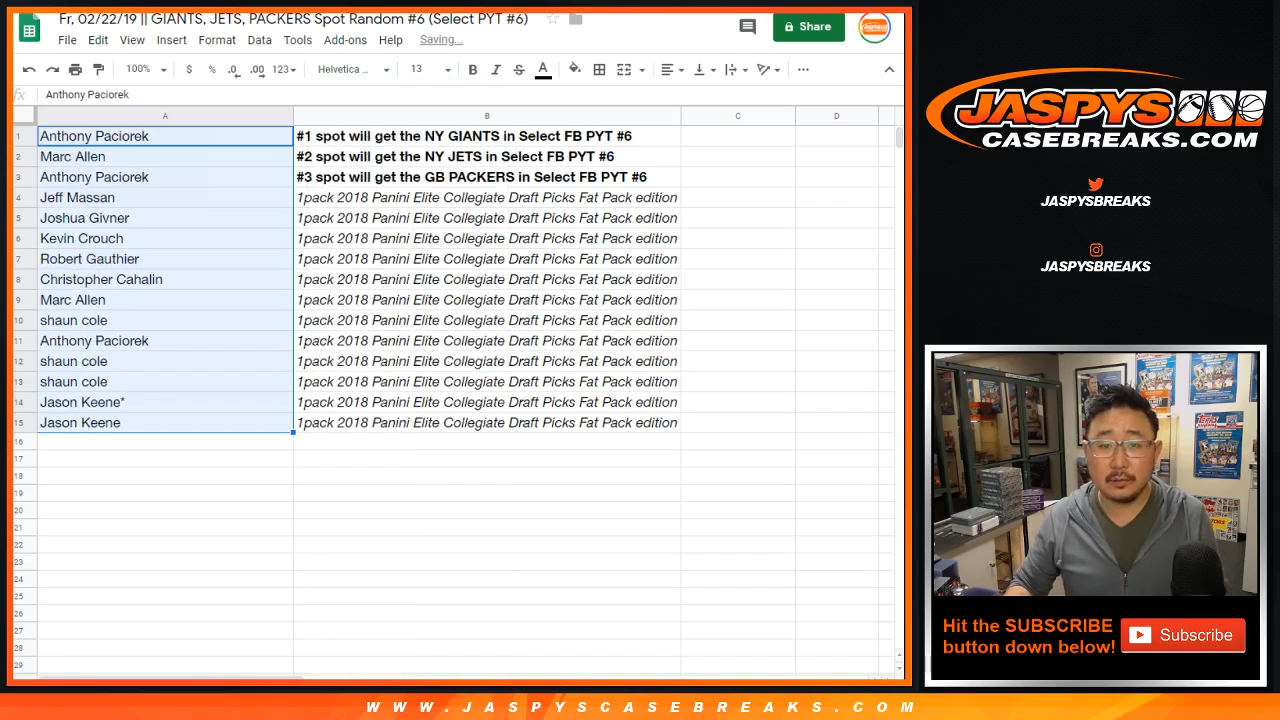 Fr, 02/22/19 || GIANTS, JETS, PACKERS Spot Random #6 (Select PYT #6)
File Edit View Insert Format Data Tools Add-ons Help Saving...
Share
100% $ % .0 .00 123 Helvetica ... 13 B I S A
fx Anthony Paciorek
A B C D
1 Anthony Paciorek #1 spot will get the NY GIANTS in Select FB PYT #6
2 Marc Allen #2 spot will get the NY JETS in Select FB PYT #6
3 Anthony Paciorek #3 spot will get the GB PACKERS in Select FB PYT #6
4 Jeff Massan 1pack 2018 Panini Elite Collegiate Draft Picks Fat Pack edition
5 Joshua Givner 1pack 2018 Panini Elite Collegiate Draft Picks Fat Pack edition
6 Kevin Crouch 1pack 2018 Panini Elite Collegiate Draft Picks Fat Pack edition
7 Robert Gauthier 1pack 2018 Panini Elite Collegiate Draft Picks Fat Pack edition
8 Christopher Cahalin 1pack 2018 Panini Elite Collegiate Draft Picks Fat Pack edition
9 Marc Allen 1pack 2018 Panini Elite Collegiate Draft Picks Fat Pack edition
10 shaun cole 1pack 2018 Panini Elite Collegiate Draft Picks Fat Pack edition
11 Anthony Paciorek 1pack 2018 Panini Elite Collegiate Draft Picks Fat Pack edition
12 shaun cole 1pack 2018 Panini Elite Collegiate Draft Picks Fat Pack edition
13 shaun cole 1pack 2018 Panini Elite Collegiate Draft Picks Fat Pack edition
14 Jason Keene* 1pack 2018 Panini Elite Collegiate Draft Picks Fat Pack edition
15 Jason Keene 1pack 2018 Panini Elite Collegiate Draft Picks Fat Pack edition
16
17
18
19
20
21
22
23
24
25
26
27
28
29
JASPYS
CASEBREAKS.COM
JASPYSBREAKS
JASPYSBREAKS
Topps
Hit the SUBSCRIBE
button down below!
Subscribe
WWW.JASPYSCASEBREAKS.COM